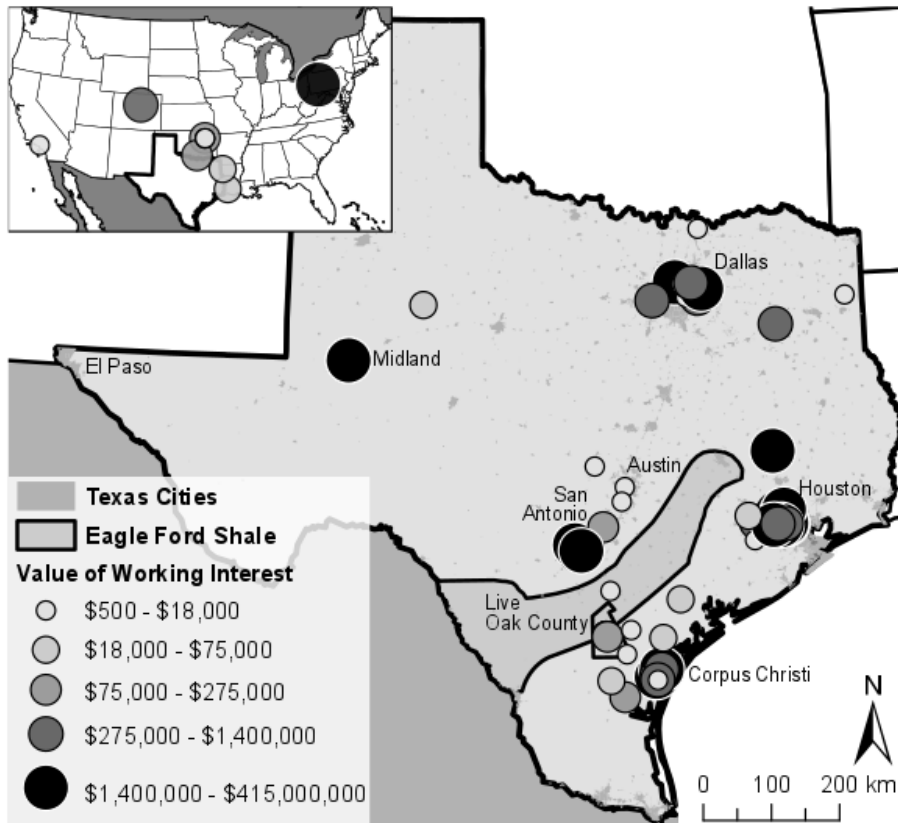 Dallas
Midland
El Paso
Austin
San
Antonio
Houston
Texas Cities
Eagle Ford Shale
Value of Working Interest
$500 - $18,000
$18,000 - $75,000
$75,000 - $275,000
$275,000 - $1,400,000
$1,400,000 - $415,000,000
Live
Oak County
Corpus Christi
N
0 100 200 km